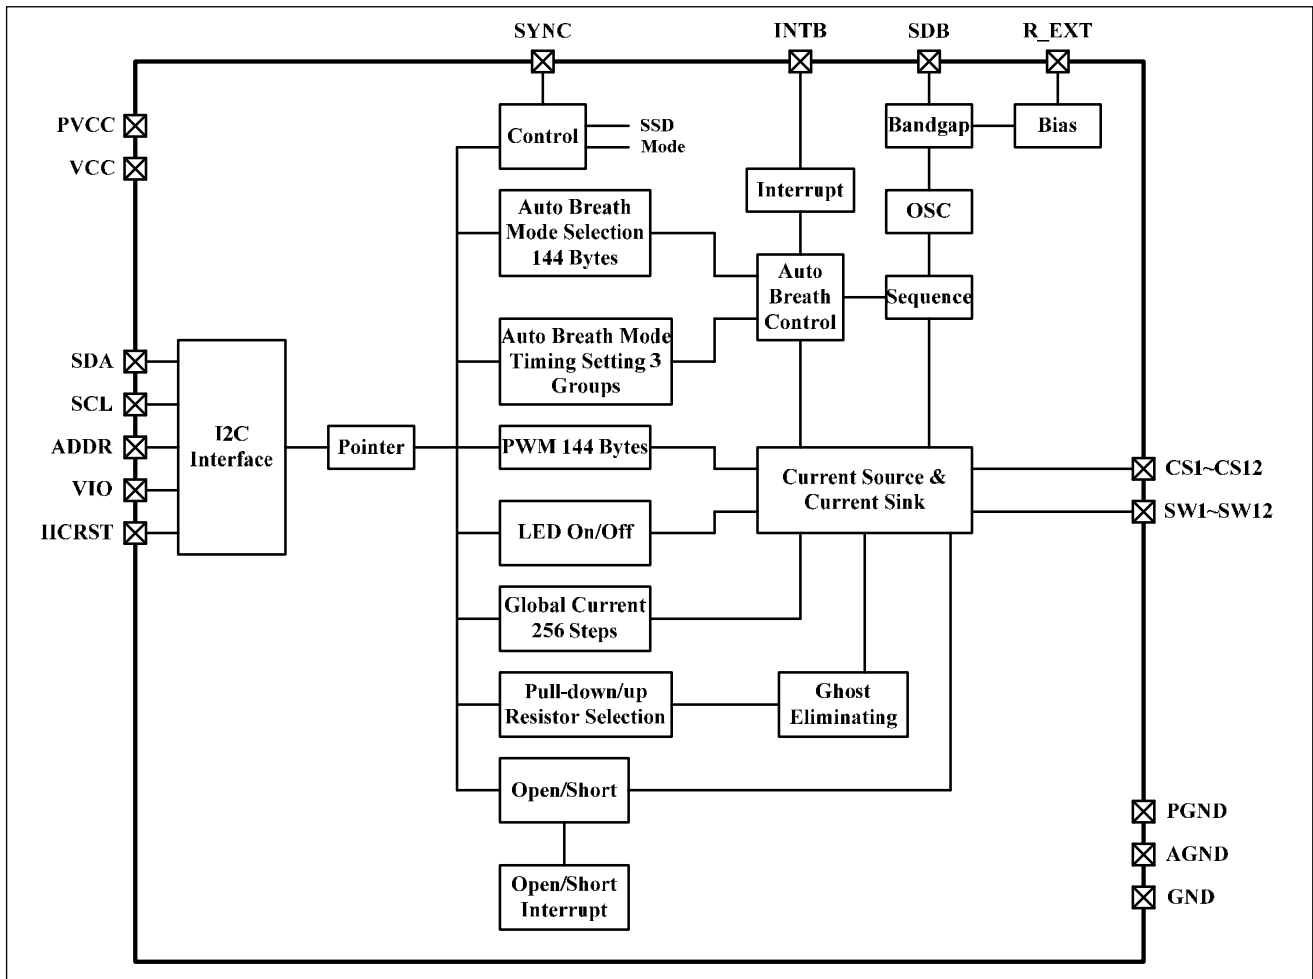 SYNC
INTB
SDB
R_EXT
PVCC
VCC
Control
SSD
Mode
Bandgap
Bias
Interrupt
Auto Breath
Mode Selection
144 Bytes
OSC
Auto
Breath
Control
Sequence
Auto Breath Mode
Timing Setting 3
Groups
SDA
SCL
ADDR
VIO
IICRST
I2C
Interface
Pointer
PWM 144 Bytes
Current Source &
Current Sink
CS1~CS12
SW1~SW12
LED On/Off
Global Current
256 Steps
Pull-down/up
Resistor Selection
Ghost
Eliminating
Open/Short
Open/Short
Interrupt
PGND
AGND
GND